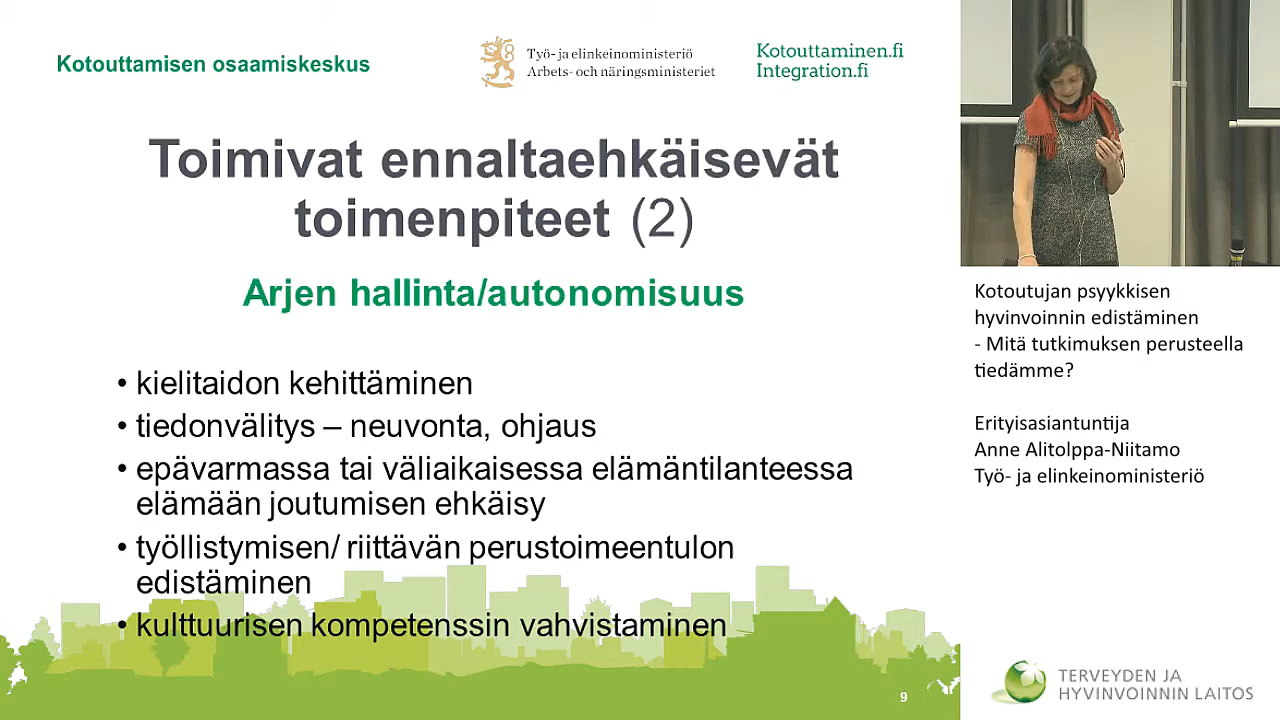 Kotouttamisen osaamiskeskus
Työ- ja elinkeinoministeriö
Arbets- och näringsministeriet
Kotouttaminen.fi
Integration.fi
Toimivat ennaltaehkäisevät
toimenpiteet (2)
Arjen hallinta/autonomisuus
• kielitaidon kehittäminen
• tiedonvälitys – neuvonta, ohjaus
• epävarmassa tai väliaikaisessa elämäntilanteessa
elämään joutumisen ehkäisy
• työllistymisen/ riittävän perustoimeentulon
edistäminen
• kulttuurisen kompetenssin vahvistaminen
9
Kotoutujan psyykkisen
hyvinvoinnin edistäminen
- Mitä tutkimuksen perusteella
tiedämme?
Erityisasiantuntija
Anne Alitolppa-Niitamo
Työ- ja elinkeinoministeriö
TERVEYDEN JA
HYVINVOINNIN LAITOS